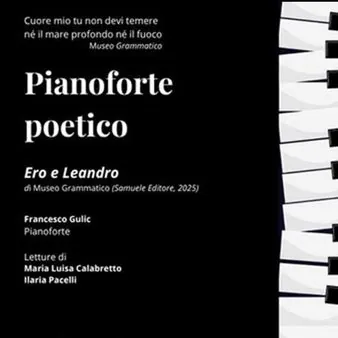 Cuore mio tu non devi temere
né il mare profondo né il fuoco
Museo Grammatico
Pianoforte
poetico
Ero e Leandro
di Museo Grammatico (Samuele Editore, 2025)
Francesco Gulic
Pianoforte
Letture di
Maria Luisa Calabretto
Ilaria Pacelli